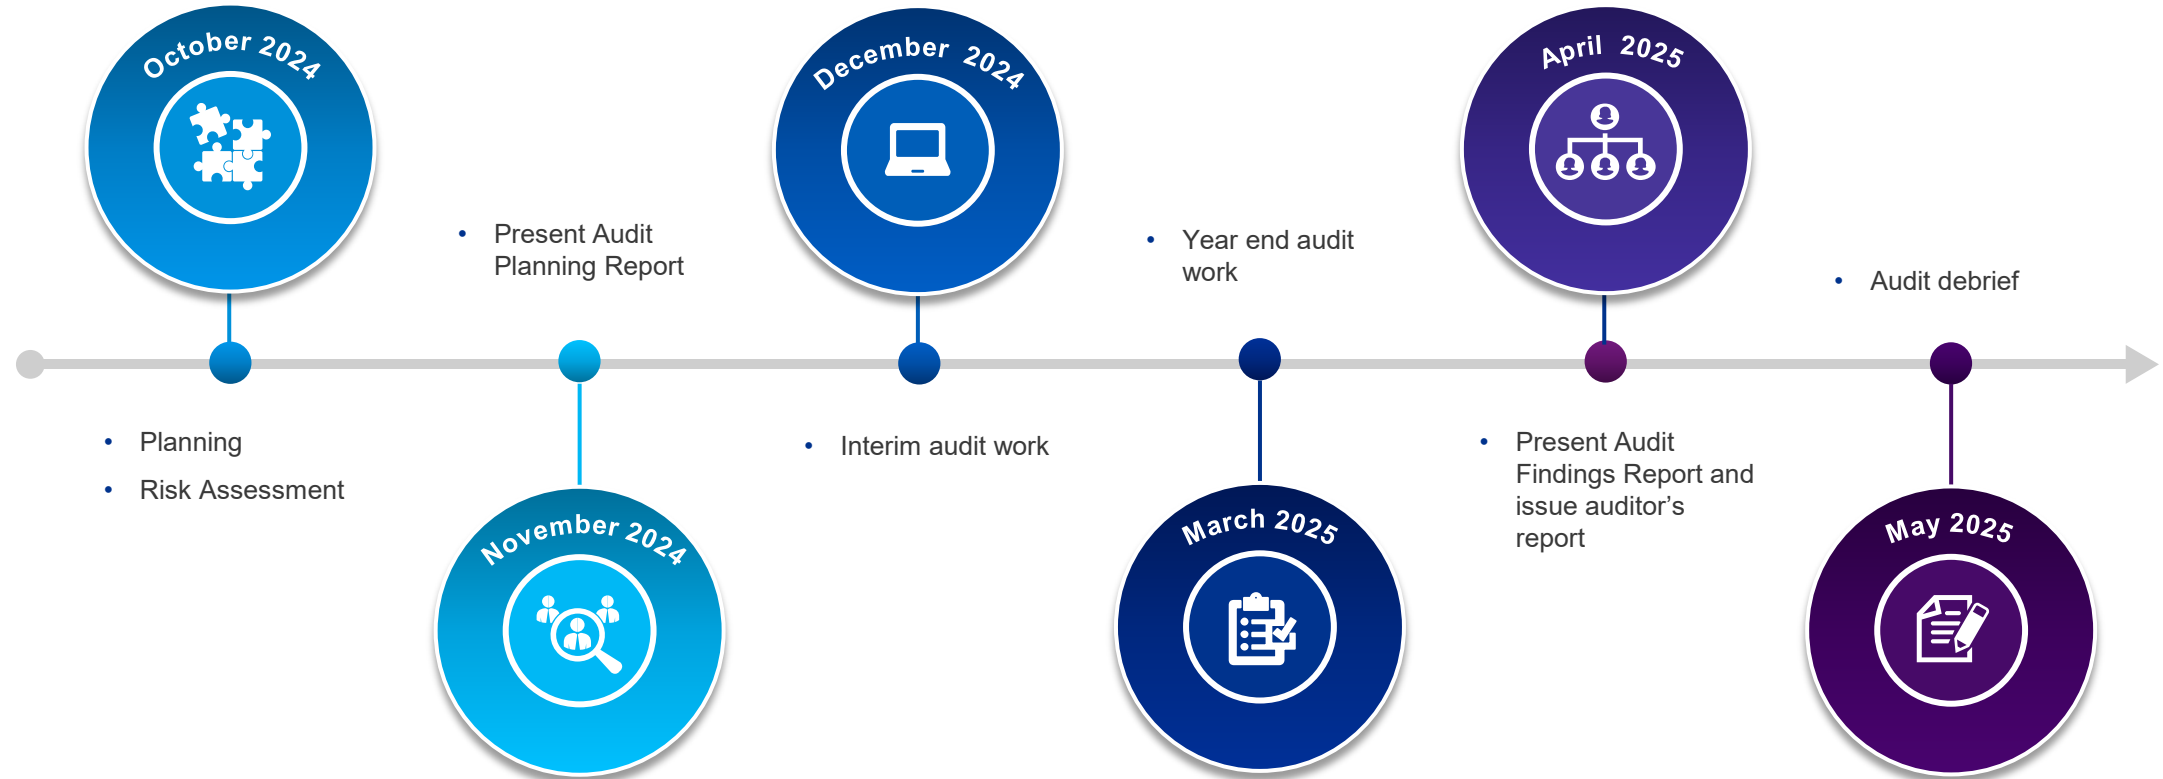 October 2024
• Planning
• Risk Assessment
• Present Audit
Planning Report
November 2024
December 2024
• Interim audit work
• Year end audit
work
March 2025
April 2025
• Present Audit
Findings Report and
issue auditor’s
report
• Audit debrief
May 2025